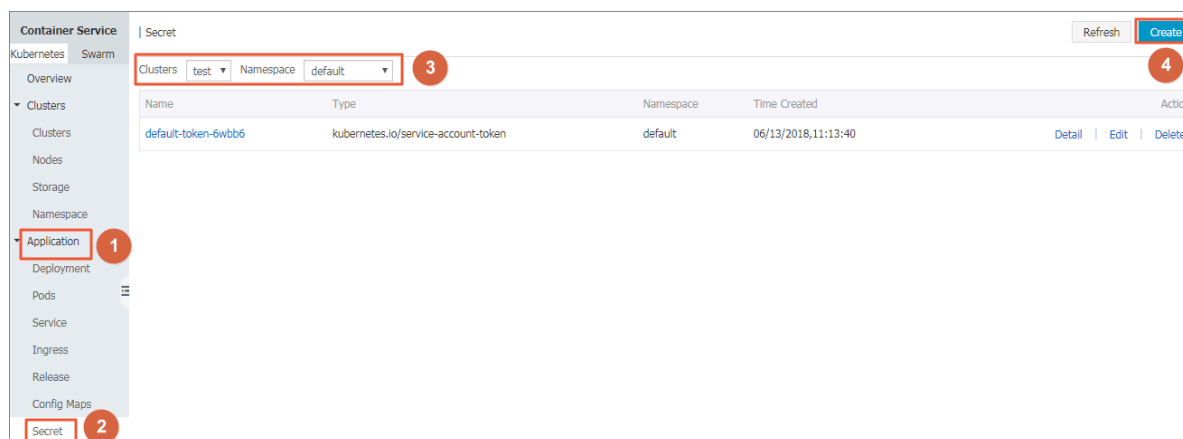 Container Service
Kubernetes Swarm
Overview
Clusters
Clusters
Nodes
Storage
Namespace
Application 1
Deployment
Pods
Service
Ingress
Release
Config Maps
Secret 2
Secret
Refresh Create
4
Clusters test Namespace default 3
Name Type Namespace Time Created Actio
default-token-6wbb6 kubernetes.io/service-account-token default 06/13/2018,11:13:40 Detail | Edit | Delete